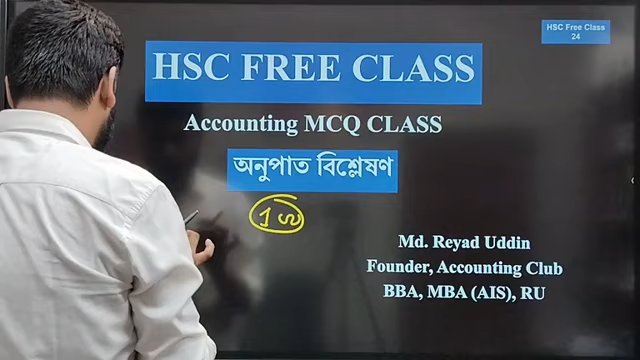 HSC Free Class
24
HSC FREE CLASS
Accounting MCQ CLASS
অনুপাত বিশ্লেষণ
Md. Reyad Uddin
Founder, Accounting Club
BBA, MBA (AIS), RU